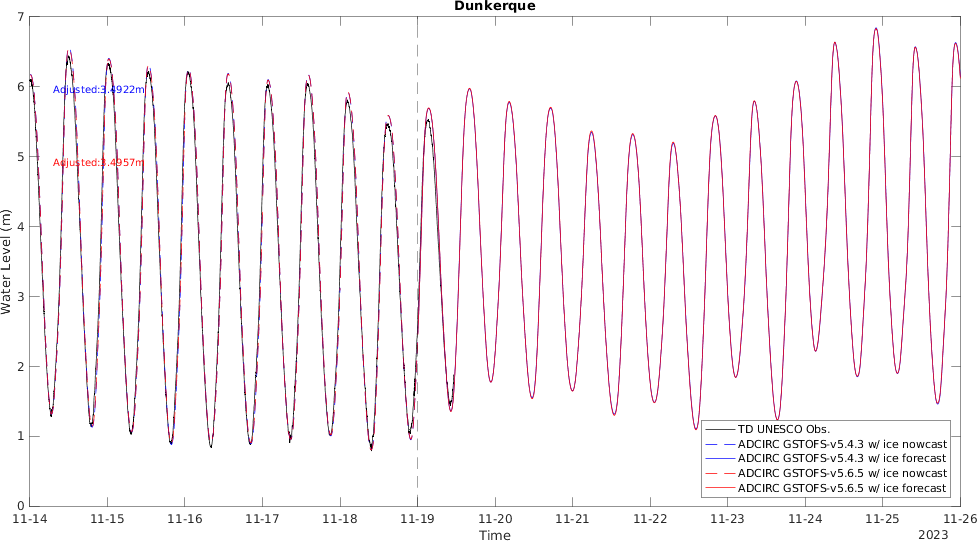 Dunkerque
7
6
5
4
3
2
1
0
Water Level (m)
Adjusted:3.4922m
Adjusted:3.4957m
TD UNESCO Obs.
ADCIRC GSTOFS-v5.4.3 w/ ice nowcast
ADCIRC GSTOFS-v5.4.3 w/ ice forecast
ADCIRC GSTOFS-v5.6.5 w/ ice nowcast
ADCIRC GSTOFS-v5.6.5 w/ ice forecast
11-14 11-15 11-16 11-17 11-18 11-19 11-20 11-21 11-22 11-23 11-24 11-25 11-26
Time
2023